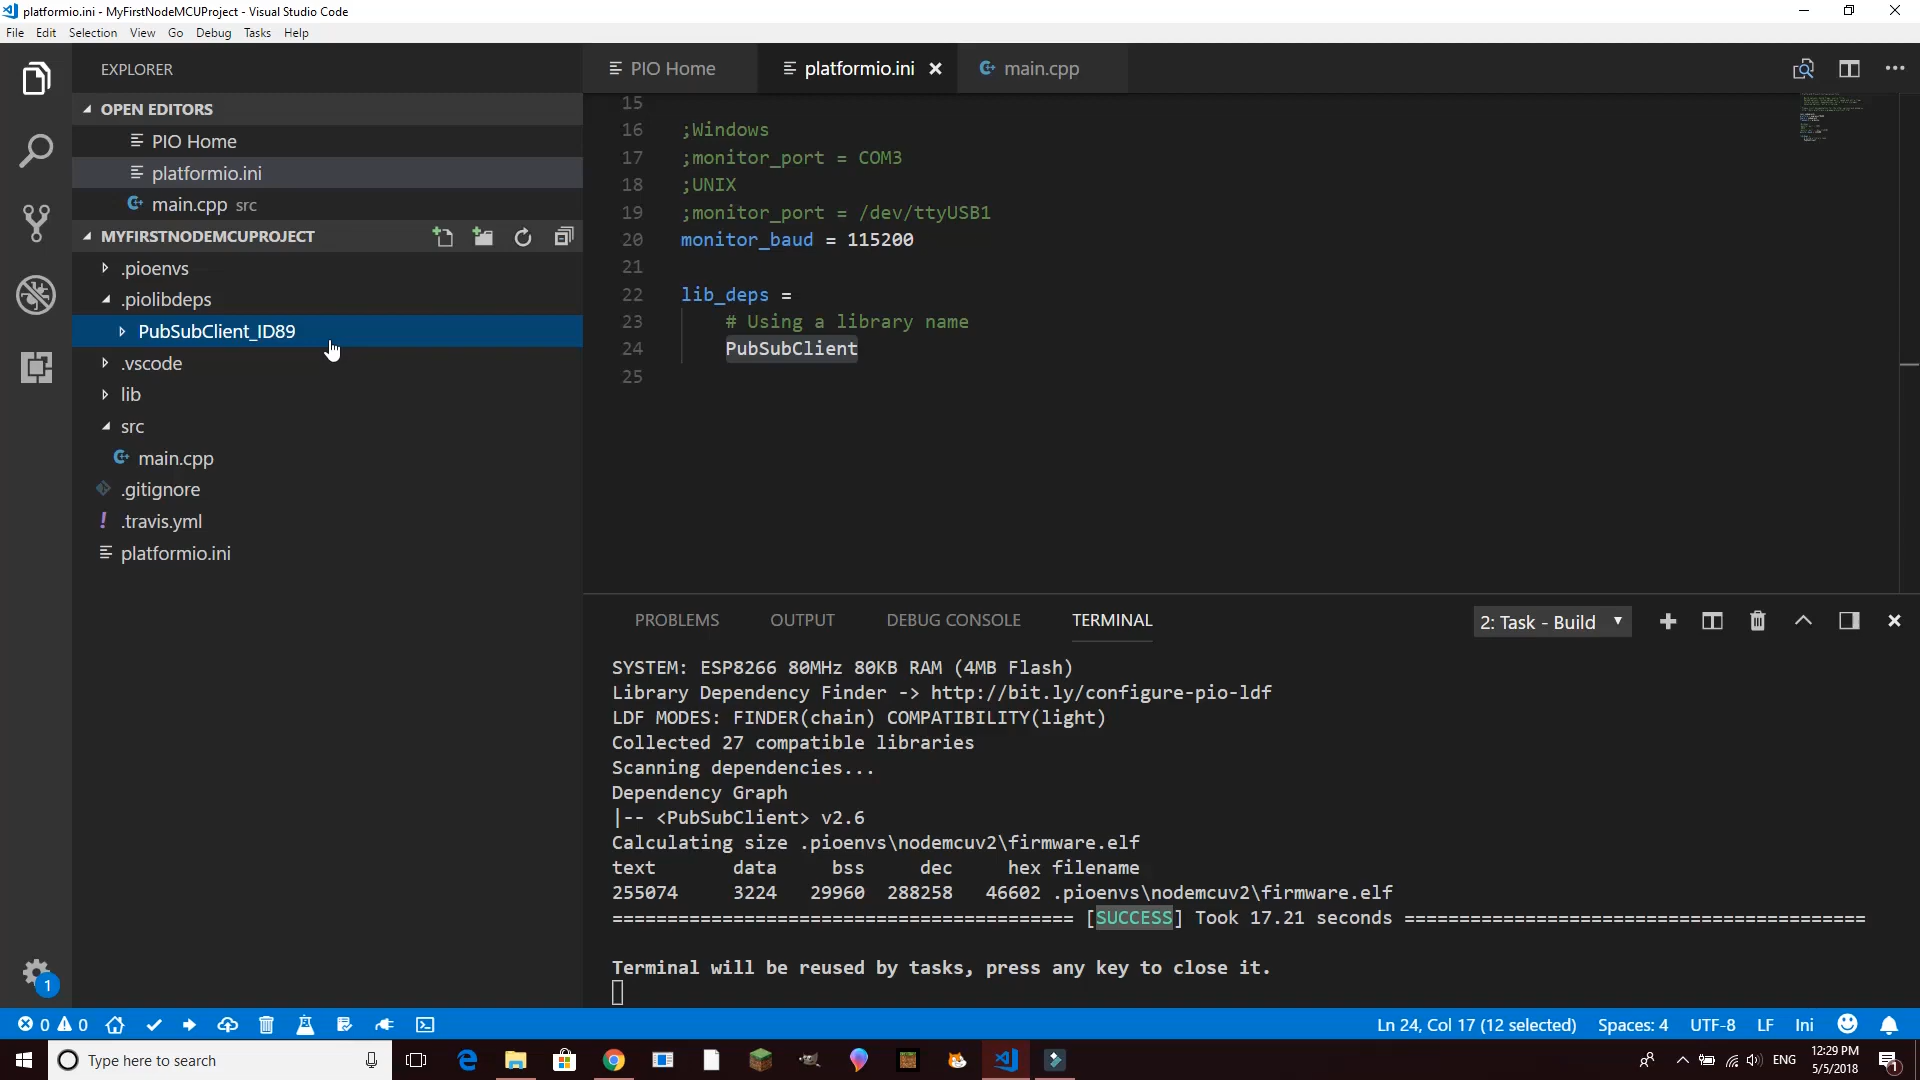 platformio.ini - MyFirstNodeMCUProject - Visual Studio Code
File Edit Selection View Go Debug Tasks Help
EXPLORER
OPEN EDITORS
PIO Home
platformio.ini
main.cpp src
MYFIRSTNODEMCUPROJECT
.pioenvs
.piolibdeps
PubSubClient_ID89
.vscode
lib
src
main.cpp
.gitignore
! .travis.yml
platformio.ini
PIO Home platformio.ini main.cpp
15
16 ;Windows
17 ;monitor_port = COM3
18 ;UNIX
19 ;monitor_port = /dev/ttyUSB1
20 monitor_baud = 115200
21
22 lib_deps =
23 # Using a library name
24 PubSubClient
25
PROBLEMS OUTPUT DEBUG CONSOLE TERMINAL 2: Task - Build
SYSTEM: ESP8266 80MHz 80KB RAM (4MB Flash)
Library Dependency Finder -> http://bit.ly/configure-pio-ldf
LDF MODES: FINDER(chain) COMPATIBILITY(light)
Collected 27 compatible libraries
Scanning dependencies...
Dependency Graph
|-- <PubSubClient> v2.6
Calculating size .pioenvs\nodemcuv2\firmware.elf
text data bss dec hex filename
255074 3224 29960 288258 46602 .pioenvs\nodemcuv2\firmware.elf
========================================== [SUCCESS] Took 17.21 seconds ==========================================
Terminal will be reused by tasks, press any key to close it.
1
0 0 Ln 24, Col 17 (12 selected) Spaces: 4 UTF-8 LF Ini
Type here to search ENG 12:29 PM
5/5/2018 1